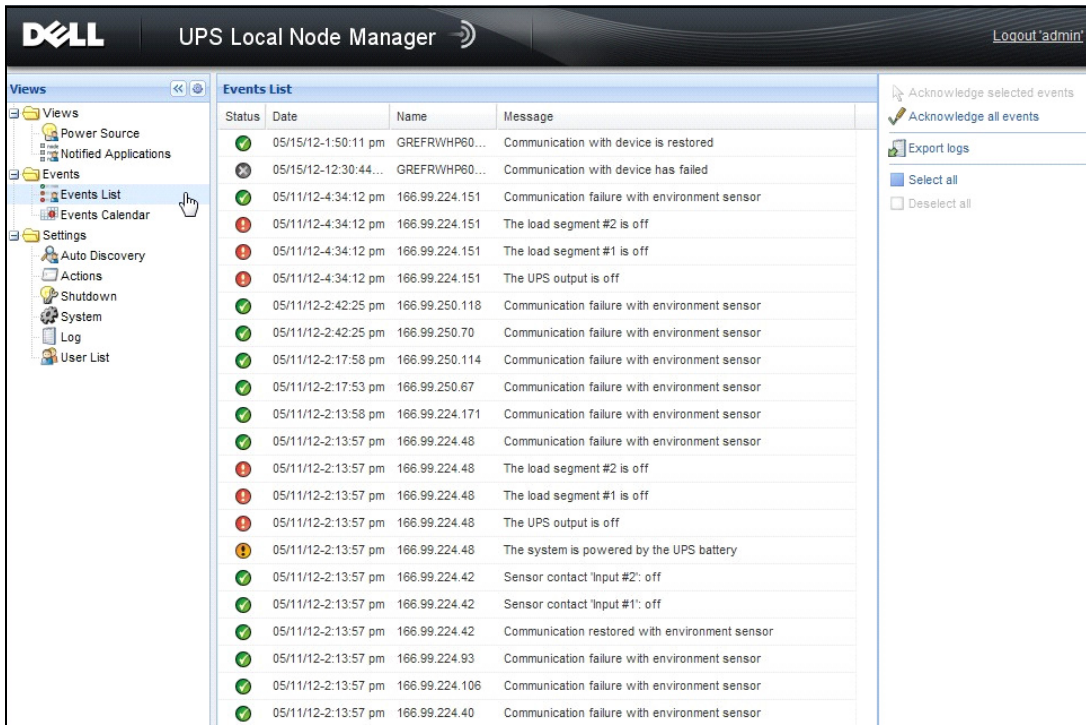 DELL
UPS Local Node Manager
Logout 'admin'
Views
Views
Power Source
Notified Applications
Events
Events List
Events Calendar
Settings
Auto Discovery
Actions
Shutdown
System
Log
User List
Events List
Status Date Name Message
05/15/12-1:50:11 pm GREFRWHP60... Communication with device is restored
05/15/12-12:30:44... GREFRWHP60... Communication with device has failed
05/11/12-4:34:12 pm 166.99.224.151 Communication failure with environment sensor
05/11/12-4:34:12 pm 166.99.224.151 The load segment #2 is off
05/11/12-4:34:12 pm 166.99.224.151 The load segment #1 is off
05/11/12-4:34:12 pm 166.99.224.151 The UPS output is off
05/11/12-2:42:25 pm 166.99.250.118 Communication failure with environment sensor
05/11/12-2:42:25 pm 166.99.250.70 Communication failure with environment sensor
05/11/12-2:17:58 pm 166.99.250.114 Communication failure with environment sensor
05/11/12-2:17:53 pm 166.99.250.67 Communication failure with environment sensor
05/11/12-2:13:58 pm 166.99.224.171 Communication failure with environment sensor
05/11/12-2:13:57 pm 166.99.224.48 Communication failure with environment sensor
05/11/12-2:13:57 pm 166.99.224.48 The load segment #2 is off
05/11/12-2:13:57 pm 166.99.224.48 The load segment #1 is off
05/11/12-2:13:57 pm 166.99.224.48 The UPS output is off
05/11/12-2:13:57 pm 166.99.224.48 The system is powered by the UPS battery
05/11/12-2:13:57 pm 166.99.224.42 Sensor contact 'Input #2': off
05/11/12-2:13:57 pm 166.99.224.42 Sensor contact 'Input #1': off
05/11/12-2:13:57 pm 166.99.224.42 Communication restored with environment sensor
05/11/12-2:13:57 pm 166.99.224.93 Communication failure with environment sensor
05/11/12-2:13:57 pm 166.99.224.106 Communication failure with environment sensor
05/11/12-2:13:57 pm 166.99.224.40 Communication failure with environment sensor
Acknowledge selected events
Acknowledge all events
Export logs
Select all
Deselect all